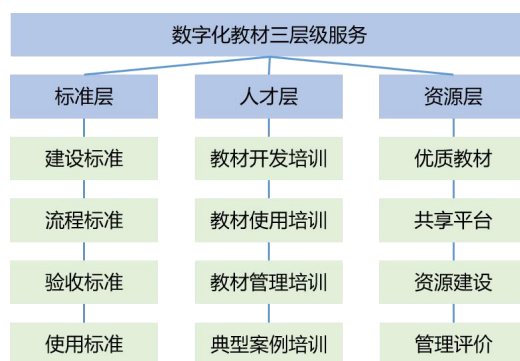 数字化教材三层级服务
标准层
人才层
资源层
建设标准
教材开发培训
优质教材
流程标准
教材使用培训
共享平台
验收标准
教材管理培训
资源建设
使用标准
典型案例培训
管理评价